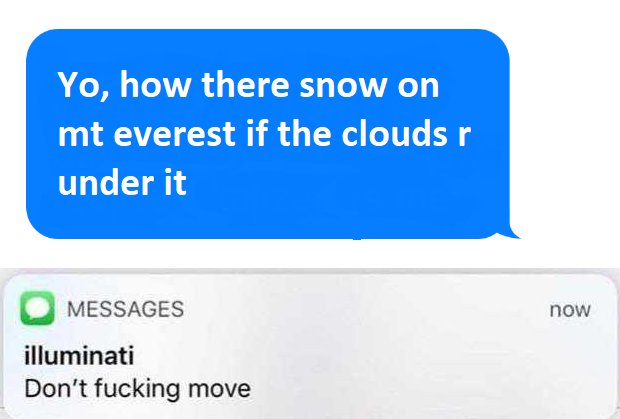 Yo, how there snow on
mt everest if the clouds r
under it
MESSAGES now
illuminati
Don't fucking move